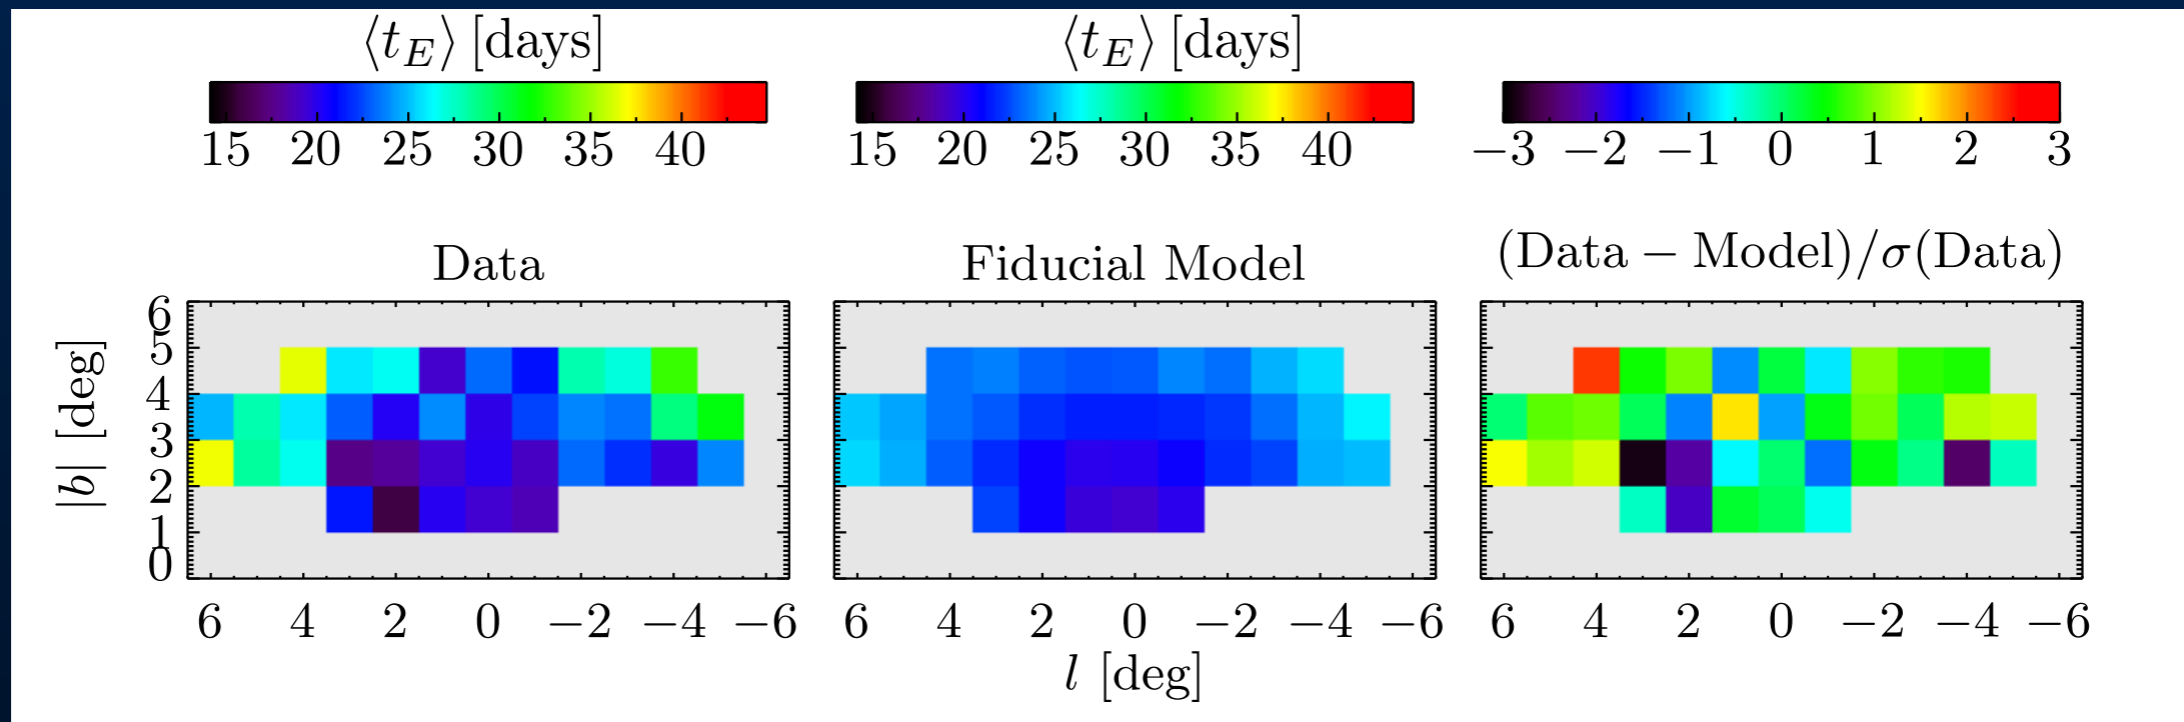 ⟨t_E⟩ [days]
15 20 25 30 35 40
⟨t_E⟩ [days]
15 20 25 30 35 40
−3 −2 −1 0 1 2 3
Data
Fiducial Model
(Data − Model)/σ(Data)
|b| [deg]
6
5
4
3
2
1
0
6 4 2 0 −2 −4 −6
6 4 2 0 −2 −4 −6
6 4 2 0 −2 −4 −6
l [deg]